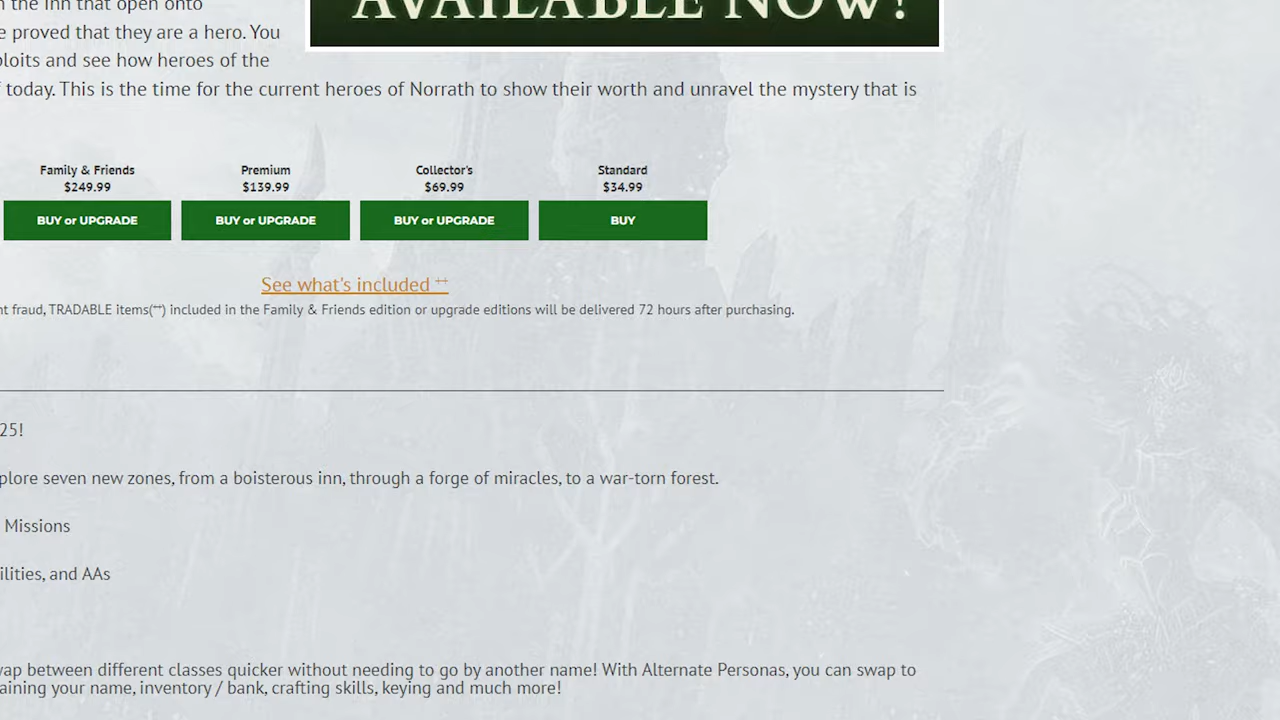 AVAILABLE NOW!
the Inn that open onto
proved that they are a hero. You
and see how heroes of the
today. This is the time for the current heroes of Norrath to show their worth and unravel the mystery that is
Family & Friends Premium Collector's Standard
$249.99 $139.99 $69.99 $34.99
BUY or UPGRADE BUY or UPGRADE BUY or UPGRADE BUY
See what's included ++
fraud, TRADABLE items(++) included in the Family & Friends edition or upgrade editions will be delivered 72 hours after purchasing.
25!
plore seven new zones, from a boisterous inn, through a forge of miracles, to a war-torn forest.
Missions
ilities, and AAs
between different classes quicker without needing to go by another name! With Alternate Personas, you can swap to
aining your name, inventory / bank, crafting skills, keying and much more!